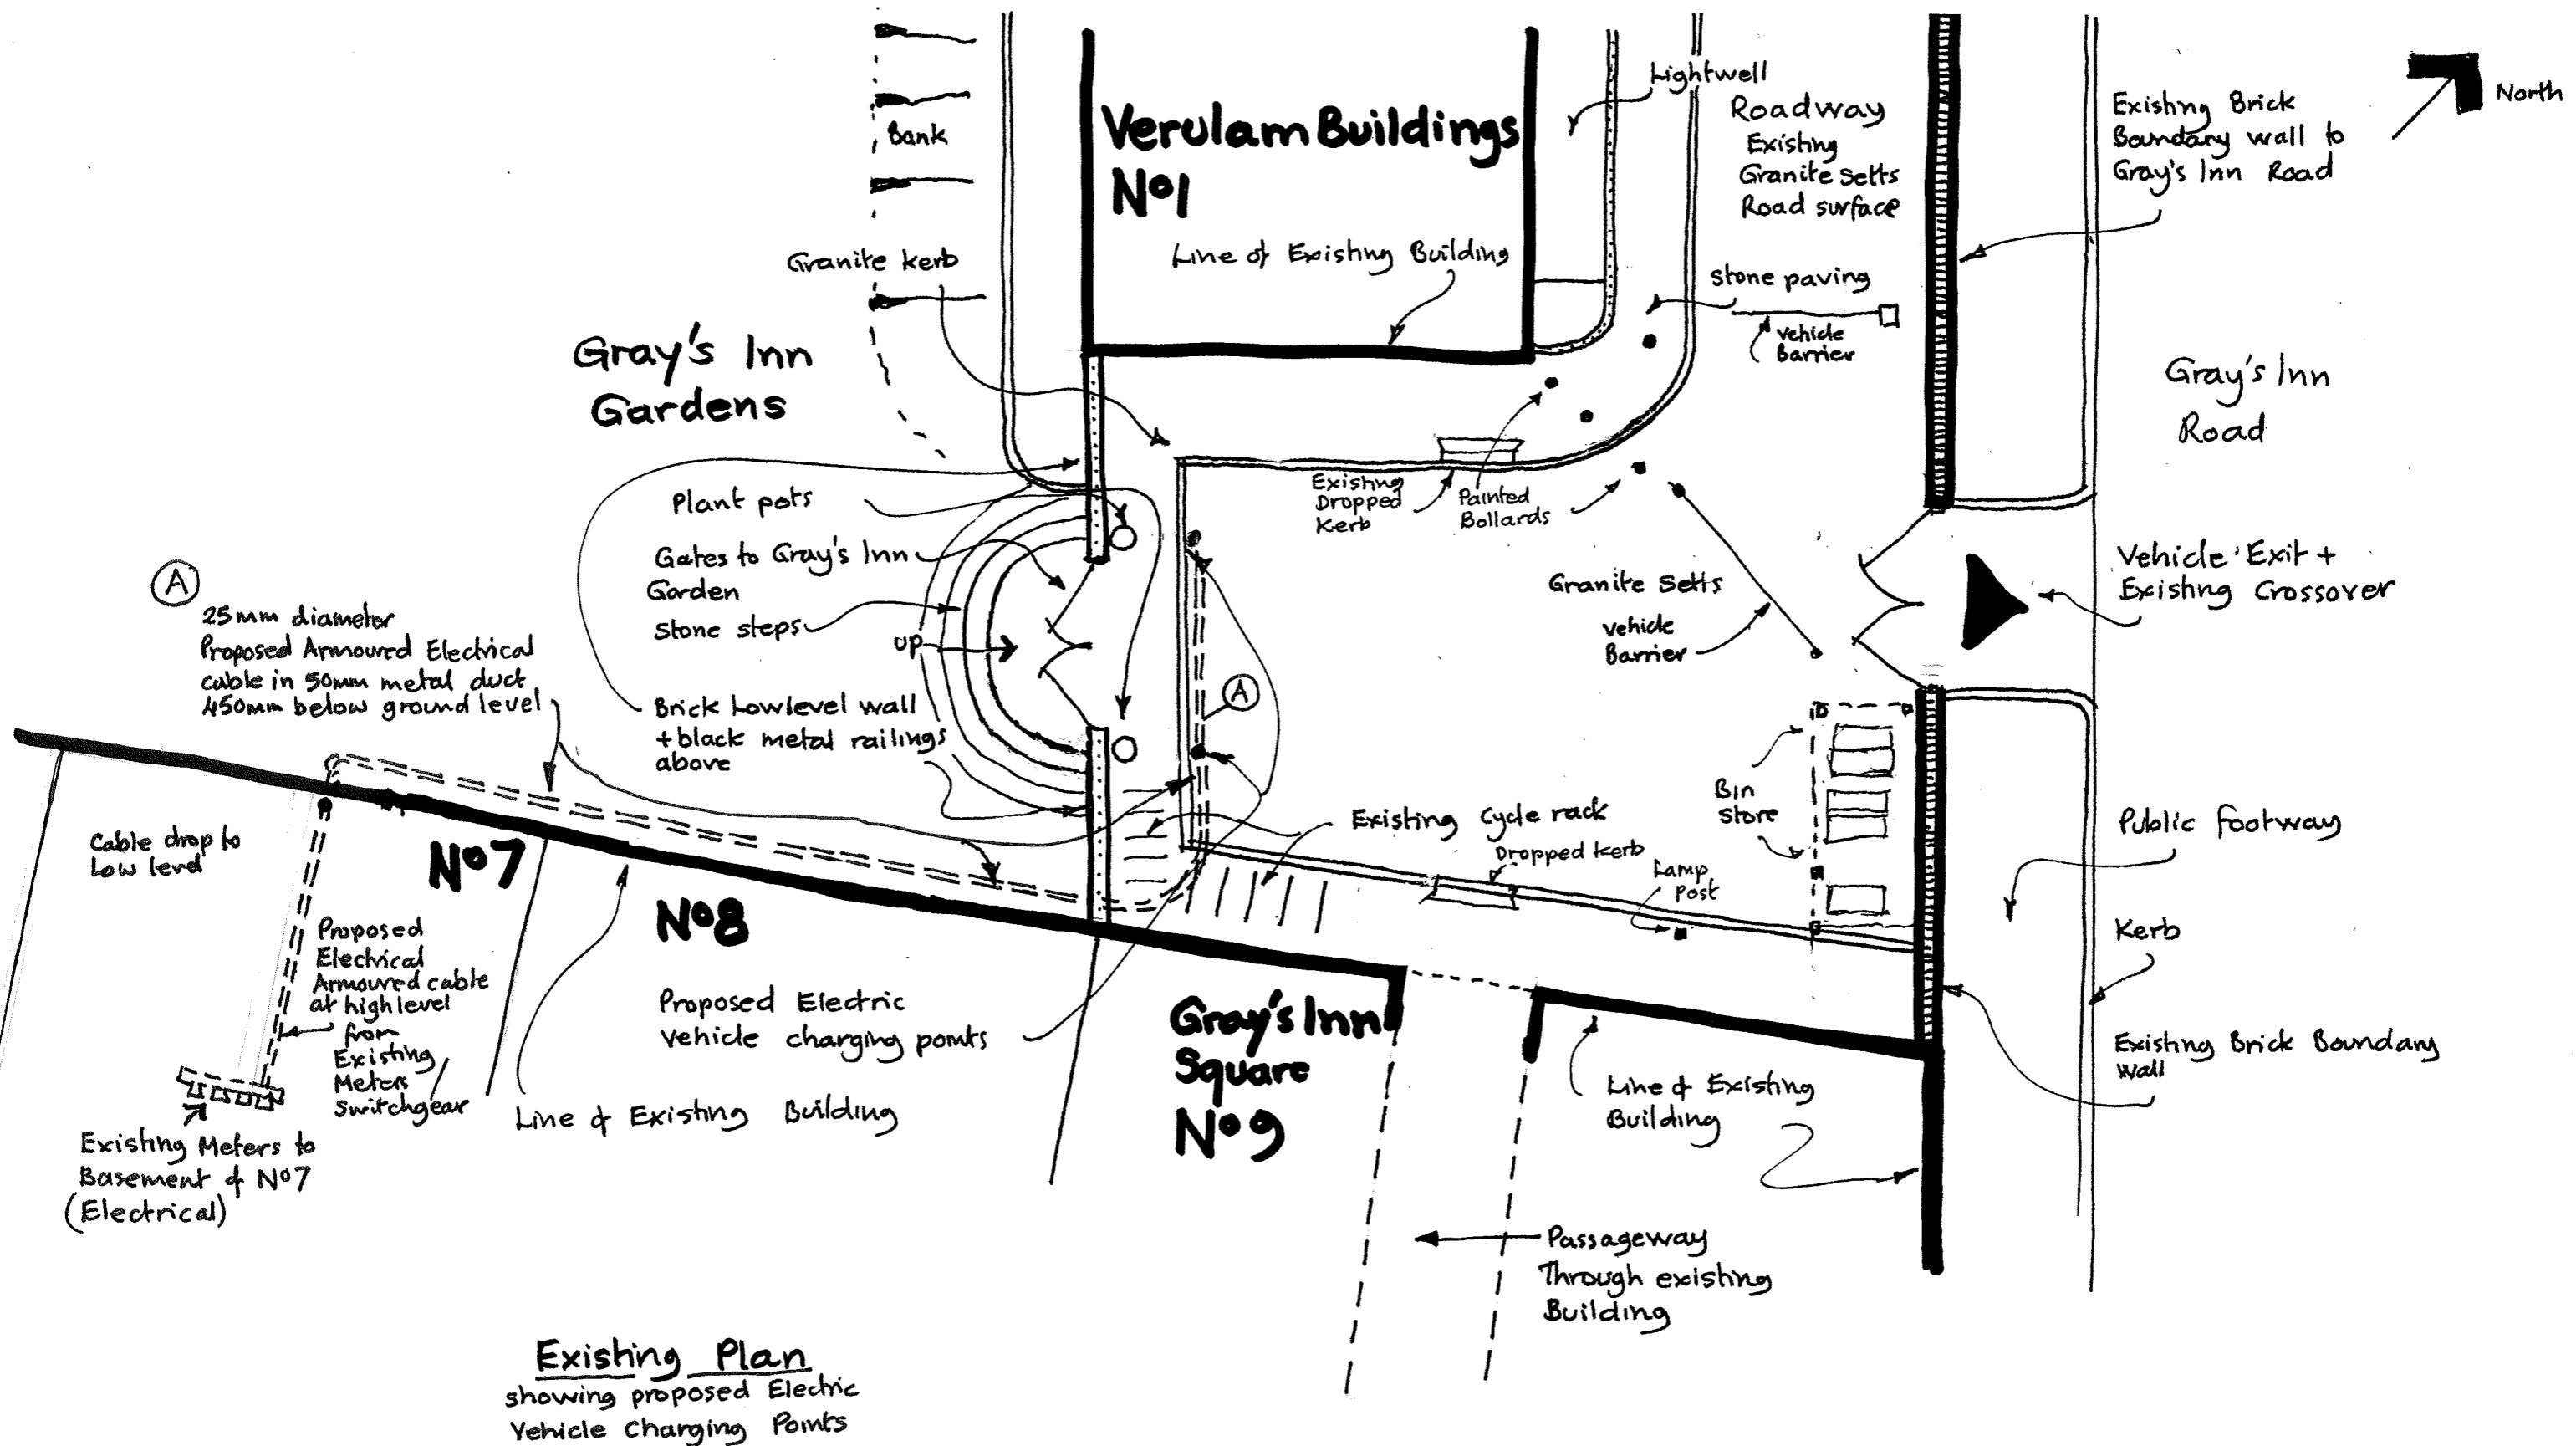 Lightwell
Bank
Verulam Buildings
No1
Roadway
Existing
Granite Setts
Road surface
Existing Brick
Boundary wall to
Gray's Inn Road
North
Granite kerb
Line of Existing Building
Stone paving
Vehicle
Barrier
Gray's Inn
Gardens
Gray's Inn
Road
Existing
Dropped
Kerb
Painted
Bollards
Plant pots
Gates to Gray's Inn
Garden
Stone steps
UP
Granite Setts
Vehicle
Barrier
Vehicle Exit +
Existing Crossover
A
25mm diameter
Proposed Armoured Electrical
cable in 50mm metal duct
450mm below ground level
Brick Low level wall
+ black metal railings
above
A
Bin
store
Existing Cycle rack
Dropped Kerb
Lamp
Post
Public footway
Cable drop to
Low level
No7
No8
Proposed
Electrical
Armoured cable
at high level
from
Existing
Meters
Switchgear
Proposed Electric
Vehicle charging points
Gray's Inn
Square
No9
Kerb
Existing Brick Boundary
Wall
Line of Existing Building
Line of Existing
Building
Existing Meters to
Basement of No7
(Electrical)
Passageway
Through existing
Building
Existing Plan
showing proposed Electric
Vehicle Charging Points